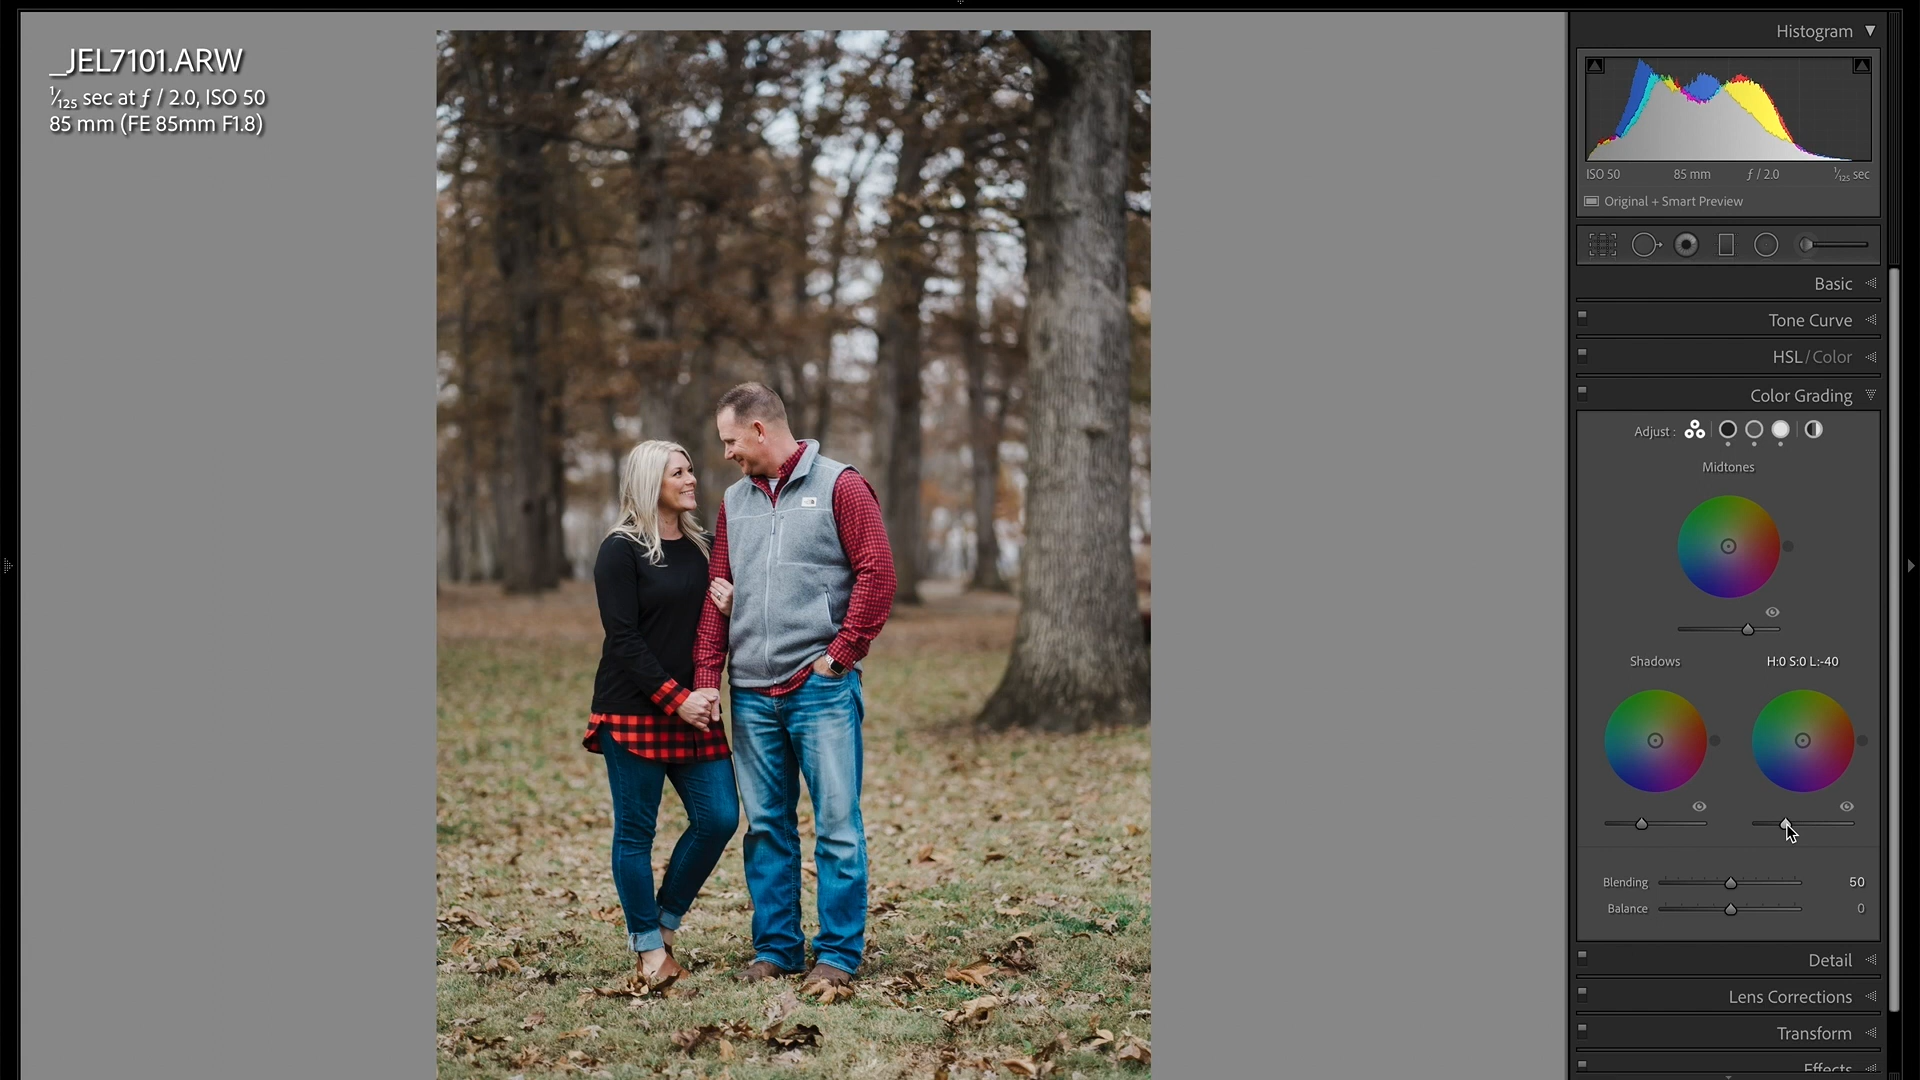 _JEL7101.ARW
1/125 sec at ƒ / 2.0, ISO 50
85 mm (FE 85mm F1.8)
Histogram
ISO 50 85 mm ƒ / 2.0 1/125 sec
Original + Smart Preview
Basic
Tone Curve
HSL / Color
Color Grading
Adjust :
Midtones
Shadows H:0 S:0 L:-40
Blending 50
Balance 0
Detail
Lens Corrections
Transform
Effects